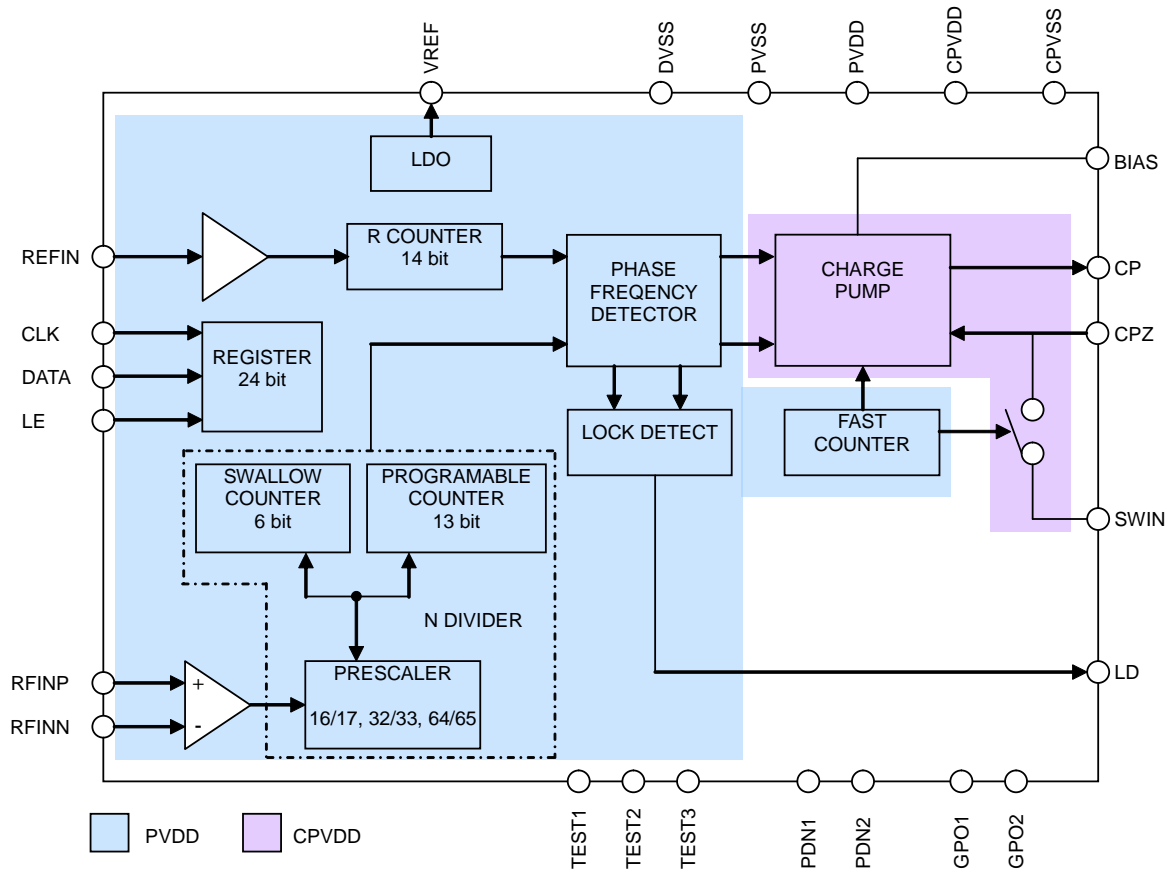 VREF
DVSS
PVSS
PVDD
CPVDD
CPVSS
LDO
BIAS
REFIN
R COUNTER
14 bit
PHASE
FREQENCY
DETECTOR
CHARGE
PUMP
CP
CLK
DATA
LE
REGISTER
24 bit
CPZ
LOCK DETECT
FAST
COUNTER
SWALLOW
COUNTER
6 bit
PROGRAMABLE
COUNTER
13 bit
SWIN
N DIVIDER
RFINP
RFINN
+
-
PRESCALER
16/17, 32/33, 64/65
LD
PVDD
CPVDD
TEST1
TEST2
TEST3
PDN1
PDN2
GPO1
GPO2